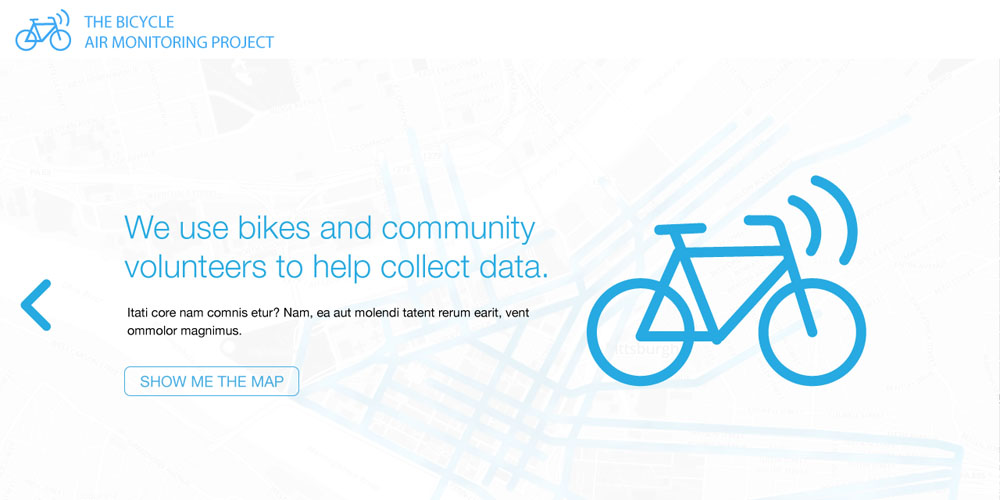 THE BICYCLE
AIR MONITORING PROJECT
We use bikes and community
volunteers to help collect data.
Itati core nam comnis etur? Nam, ea aut molendi tatent rerum earit, vent
ommolor magnimus.
SHOW ME THE MAP